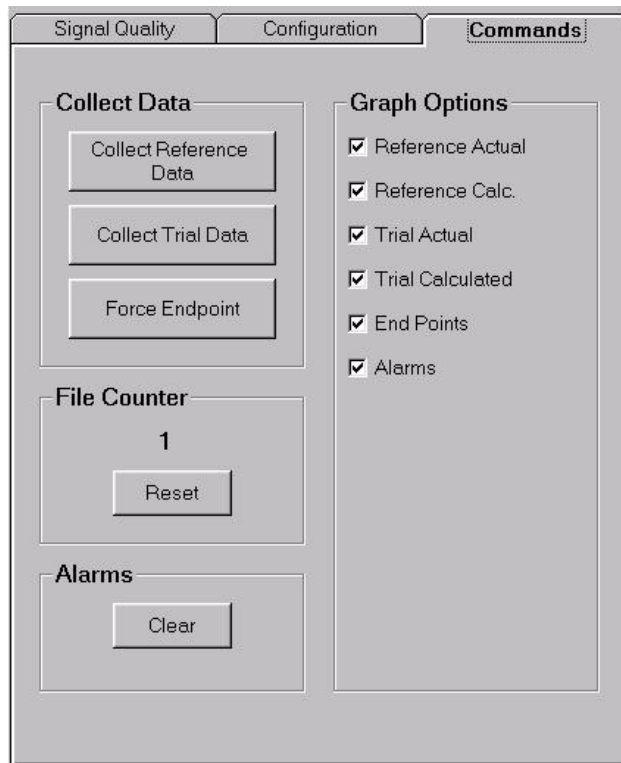 Signal Quality
Configuration
Commands
Collect Data
Collect Reference
Data
Collect Trial Data
Force Endpoint
File Counter
1
Reset
Alarms
Clear
Graph Options
Reference Actual
Reference Calc.
Trial Actual
Trial Calculated
End Points
Alarms